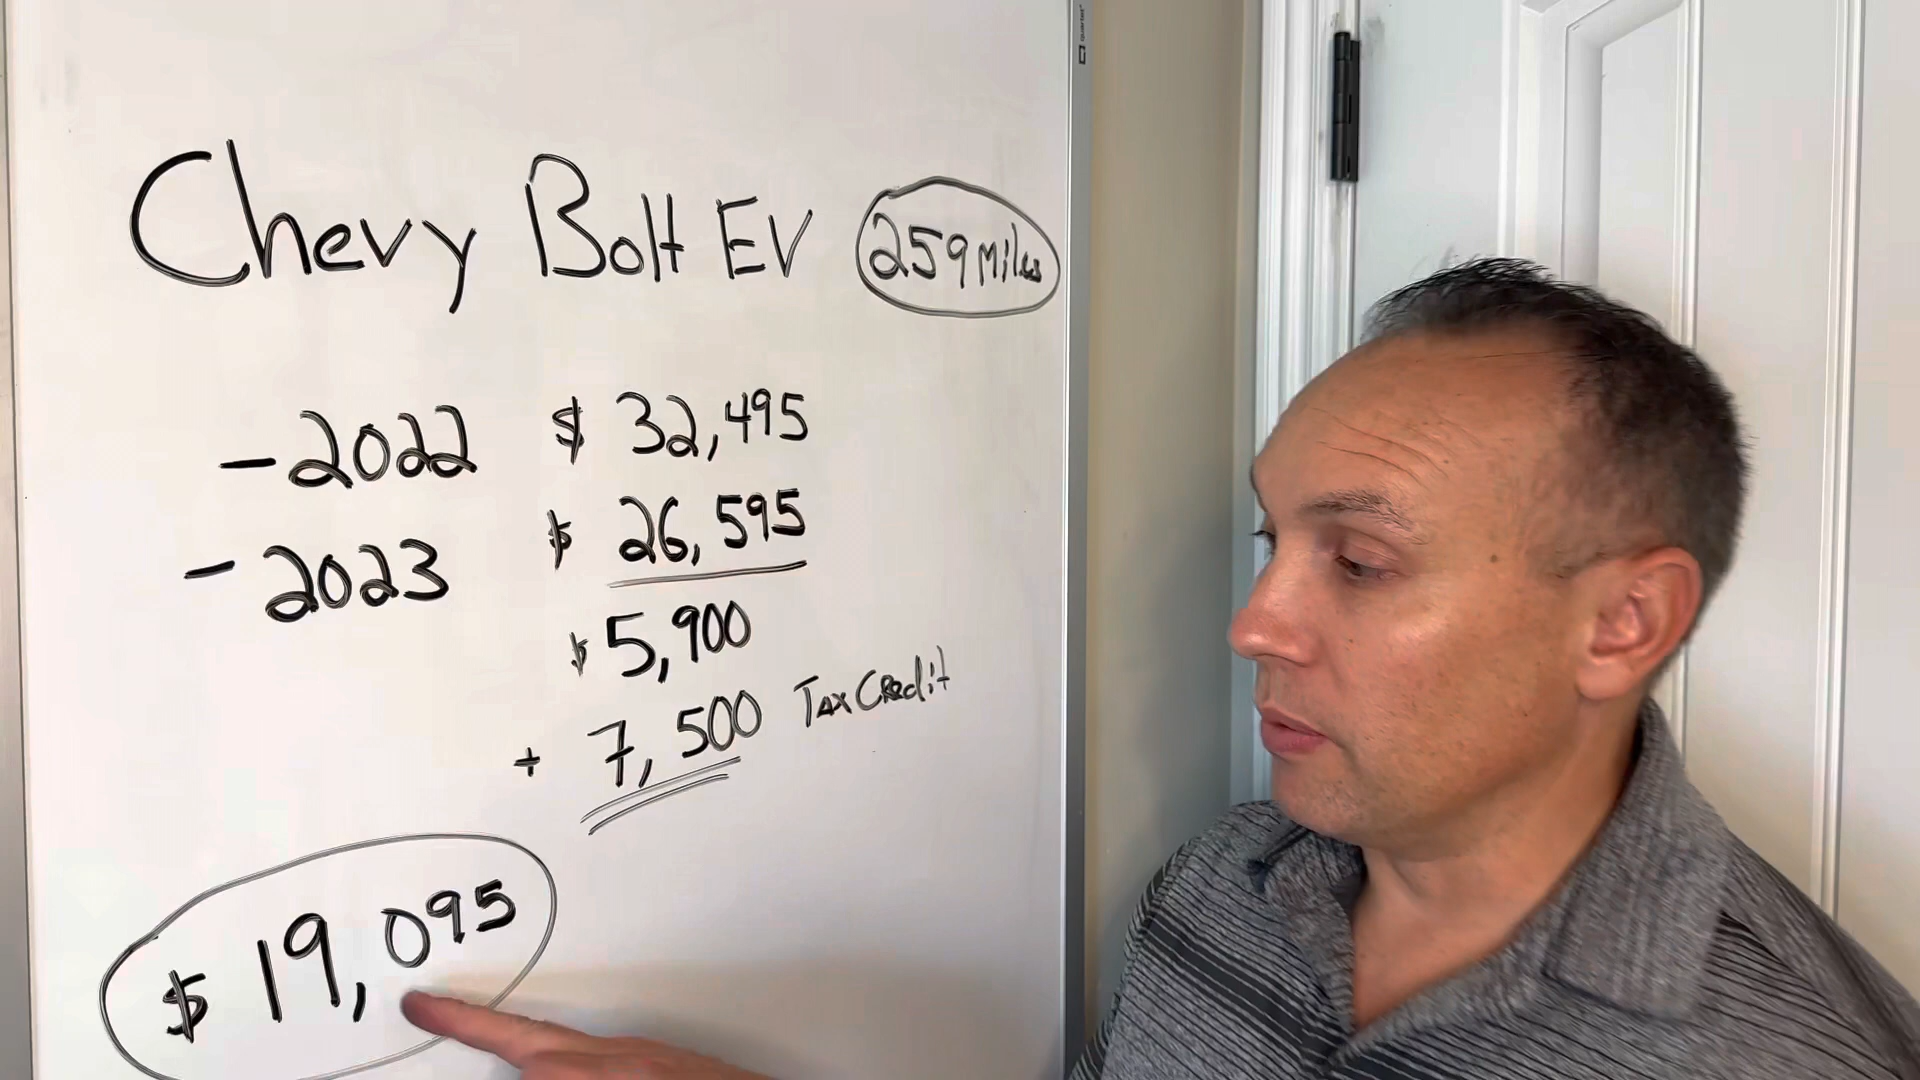 Chevy Bolt EV 259 Miles
- 2022 $ 32,495
- 2023 $ 26,595
$ 5,900
+ 7,500 Tax Credit
$ 19,095
quartet